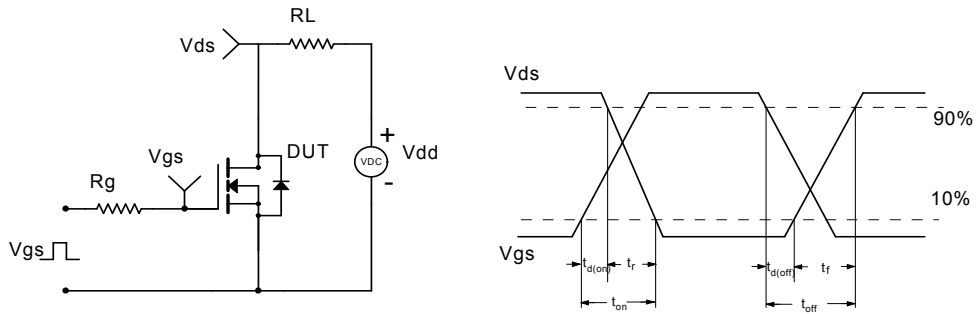 RL
Vds
Vgs
DUT
+
VDC
Vdd
-
Rg
Vgs
Vds
90%
10%
Vgs
td(on)
tr
td(off)
tf
ton
toff